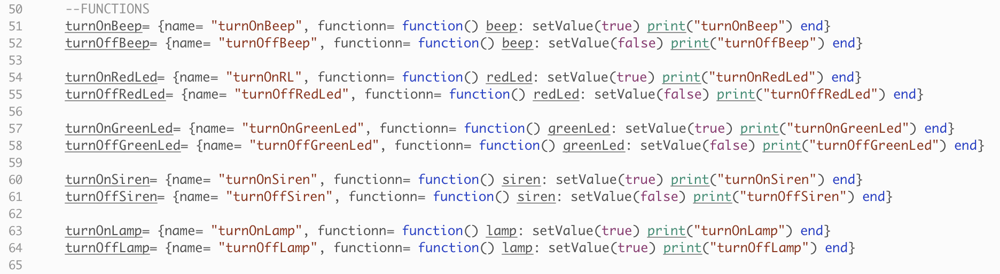 50 --FUNCTIONS
51 turnOnBeep= {name= "turnOnBeep", functionn= function() beep: setValue(true) print("turnOnBeep") end}
52 turnOffBeep= {name= "turnOffBeep", functionn= function() beep: setValue(false) print("turnOffBeep") end}
53
54 turnOnRedLed= {name= "turnOnRL", functionn= function() redLed: setValue(true) print("turnOnRedLed") end}
55 turnOffRedLed= {name= "turnOffRedLed", functionn= function() redLed: setValue(false) print("turnOffRedLed") end}
56
57 turnOnGreenLed= {name= "turnOnGreenLed", functionn= function() greenLed: setValue(true) print("turnOnGreenLed") end}
58 turnOffGreenLed= {name= "turnOffGreenLed", functionn= function() greenLed: setValue(false) print("turnOffGreenLed") end}
59
60 turnOnSiren= {name= "turnOnSiren", functionn= function() siren: setValue(true) print("turnOnSiren") end}
61 turnOffSiren= {name= "turnOffSiren", functionn= function() siren: setValue(false) print("turnOffSiren") end}
62
63 turnOnLamp= {name= "turnOnLamp", functionn= function() lamp: setValue(true) print("turnOnLamp") end}
64 turnOffLamp= {name= "turnOffLamp", functionn= function() lamp: setValue(true) print("turnOffLamp") end}
65